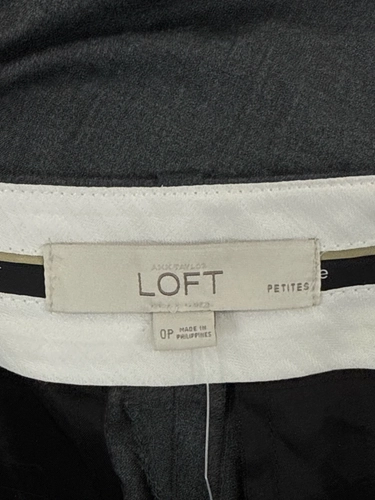 ANN TAYLOR
LOFT
PETITES
e
0P
MADE IN
PHILIPPINES